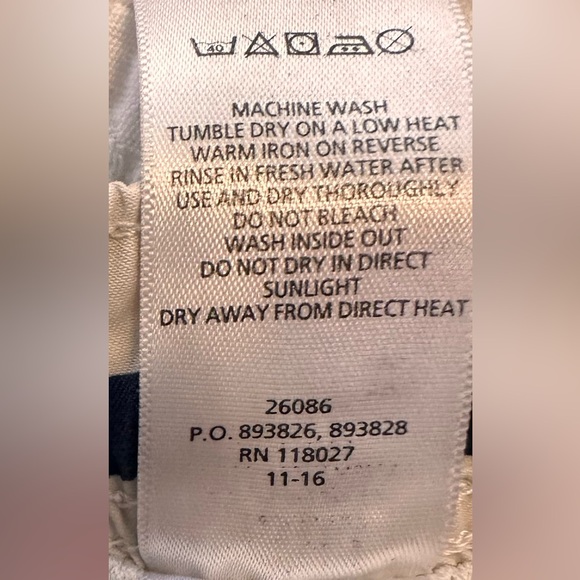 40
MACHINE WASH
TUMBLE DRY ON A LOW HEAT
WARM IRON ON REVERSE
RINSE IN FRESH WATER AFTER
USE AND DRY THOROUGHLY
DO NOT BLEACH
WASH INSIDE OUT
DO NOT DRY IN DIRECT
SUNLIGHT
DRY AWAY FROM DIRECT HEAT
26086
P.O. 893826, 893828
RN 118027
11-16